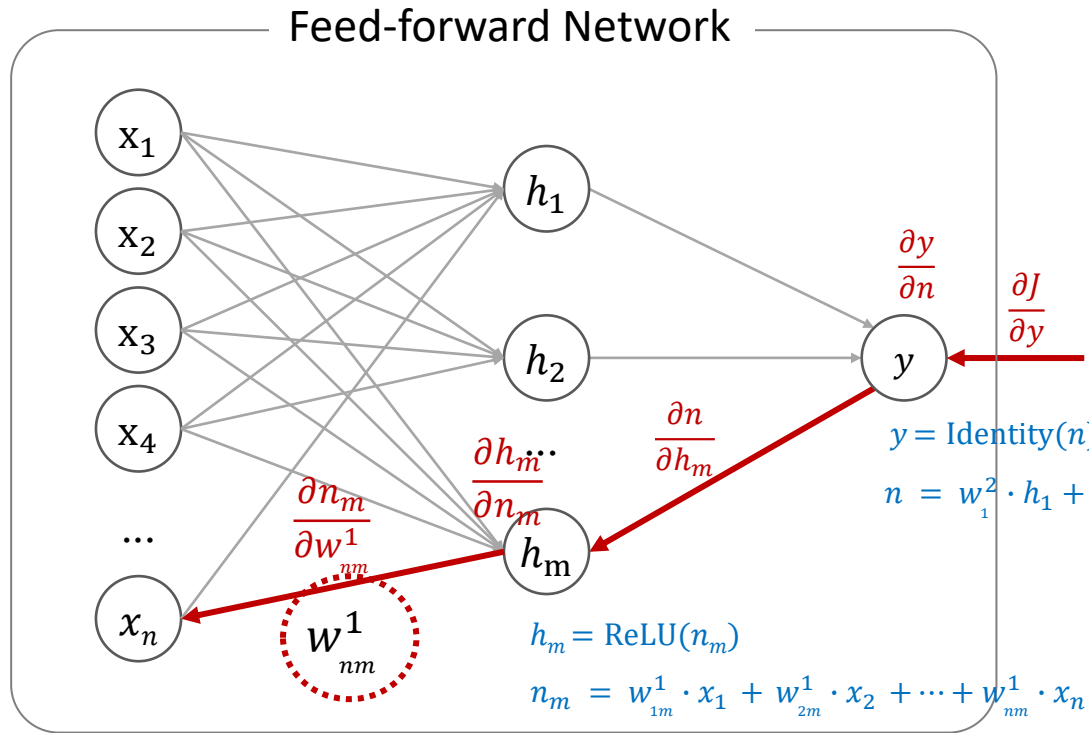 Feed-forward Network
x₁
x₂
x₃
x₄
...
xₙ
h₁
h₂
...
hₘ
y
∂y/∂n
∂J/∂y
∂n/∂hₘ
∂hₘ/∂nₘ
∂nₘ/∂w¹ₙₘ
w¹ₙₘ
y = Identity(n)
n = w²₁ · h₁ +
hₘ = ReLU(nₘ)
nₘ = w¹₁ₘ · x₁ + w¹₂ₘ · x₂ + ⋯ + w¹ₙₘ · xₙ